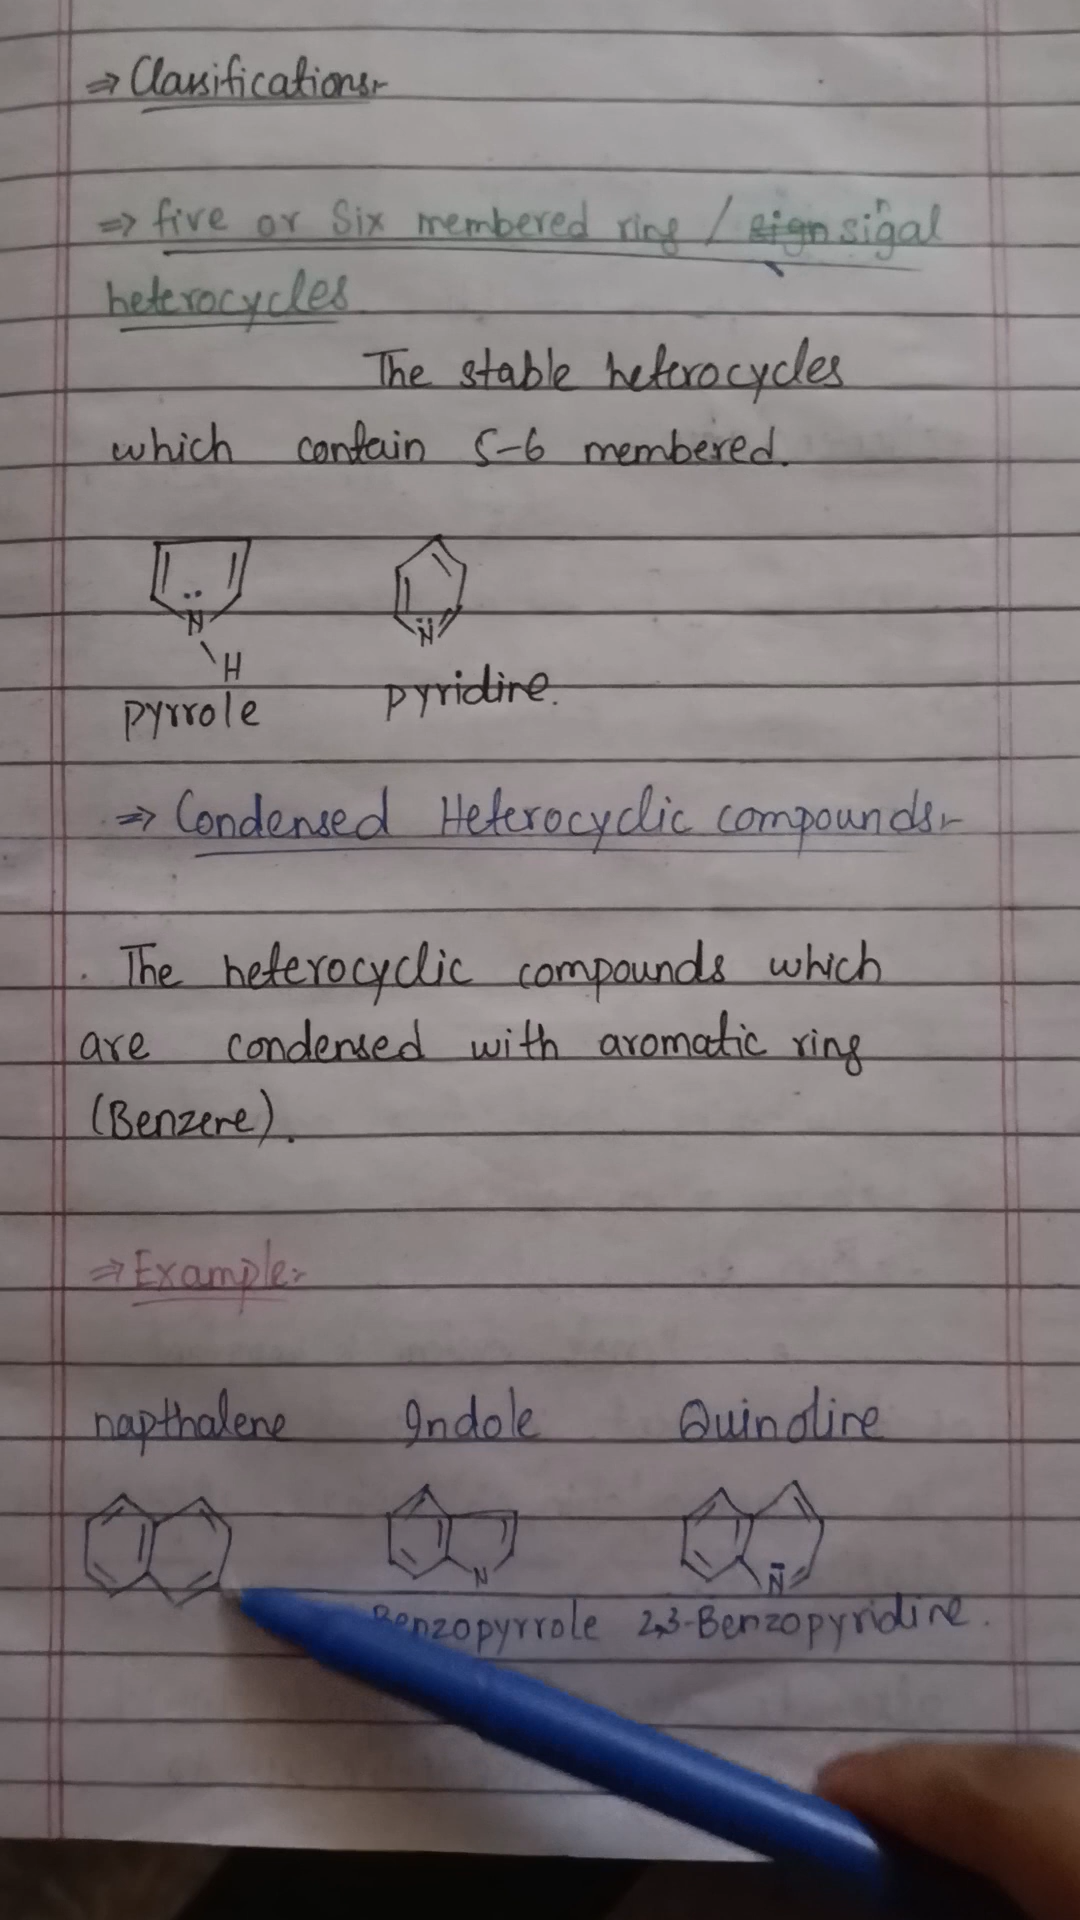 ⇒ Classifications:-
⇒ five or Six membered ring / sign sigal
n
heterocycles
The stable heterocycles
which contain 5-6 membered.
N
H
N
pyrrole pyridine.
⇒ Condensed Heterocyclic compounds:-
The heterocyclic compounds which
are condensed with aromatic ring
(Benzene).
⇒ Example:-
napthalene Indole Quinoline
N N
Benzopyrrole 2,3-Benzopyridine.